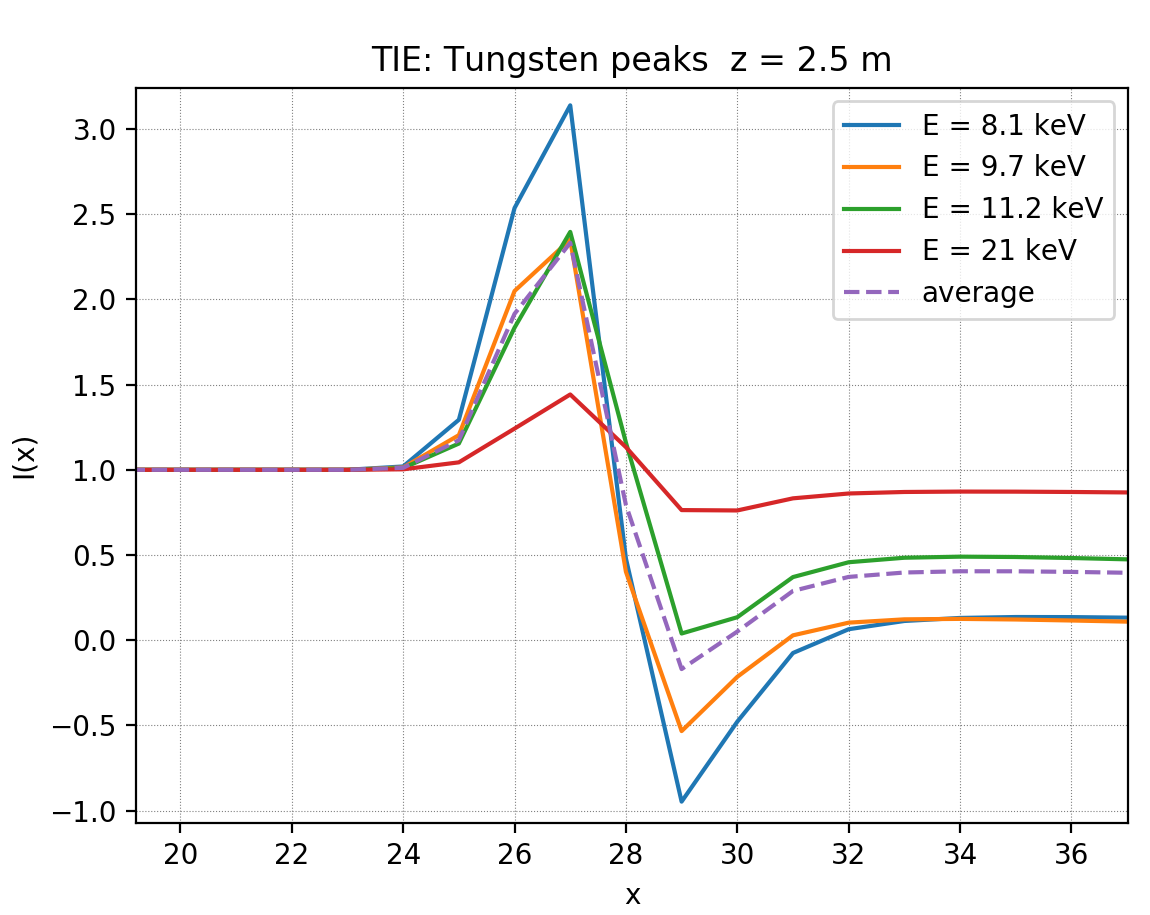 TIE: Tungsten peaks  z = 2.5 m
E = 8.1 keV
E = 9.7 keV
E = 11.2 keV
E = 21 keV
average
I(x)
3.0
2.5
2.0
1.5
1.0
0.5
0.0
−0.5
−1.0
20 22 24 26 28 30 32 34 36
x